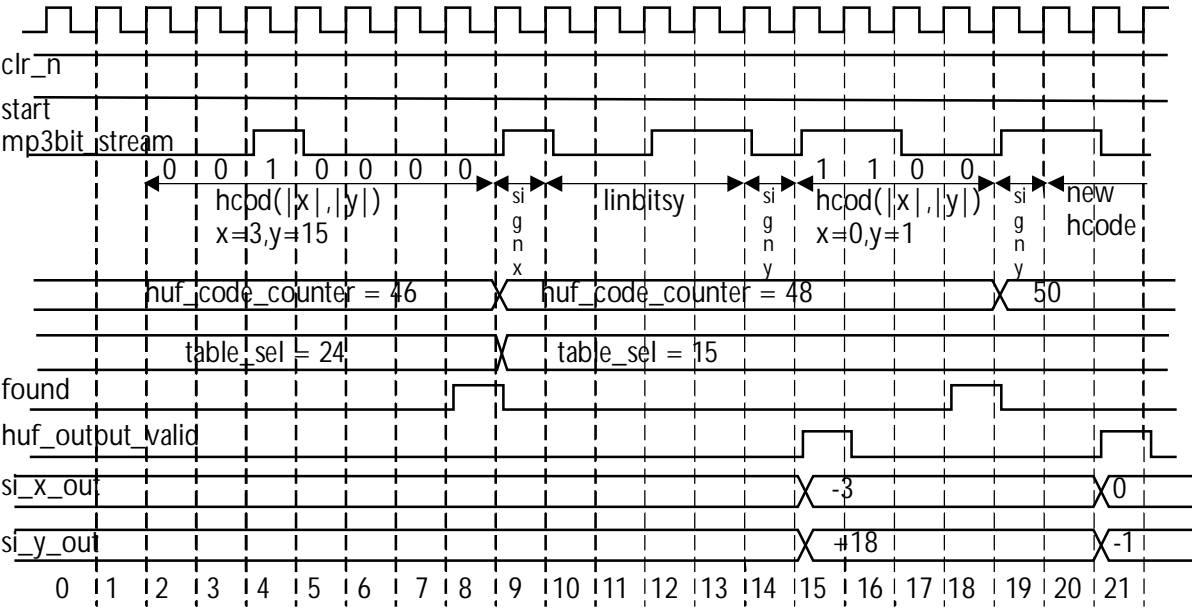 clr_n
start
mp3bit_stream
0 0 1 0 0 0 0 1 1 0 0
hcod(|x|,|y|) sign x linbitsy sign y hcod(|x|,|y|) sign y new
x=3,y=15 x=0,y=1 hcode
huf_code_counter = 46 huf_code_counter = 48 50
table_sel = 24 table_sel = 15
found
huf_output_valid
si_x_out -3 0
si_y_out +18 -1
0 1 2 3 4 5 6 7 8 9 10 11 12 13 14 15 16 17 18 19 20 21